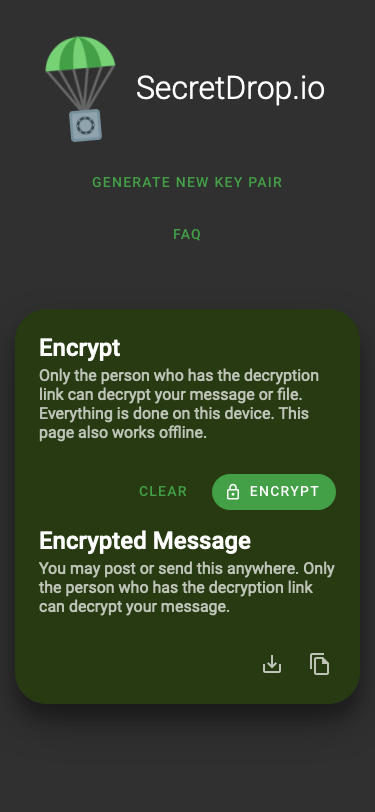 SecretDrop.io
GENERATE NEW KEY PAIR
FAQ
Encrypt
Only the person who has the decryption
link can decrypt your message or file.
Everything is done on this device. This
page also works offline.
CLEAR
ENCRYPT
Encrypted Message
You may post or send this anywhere. Only
the person who has the decryption link
can decrypt your message.